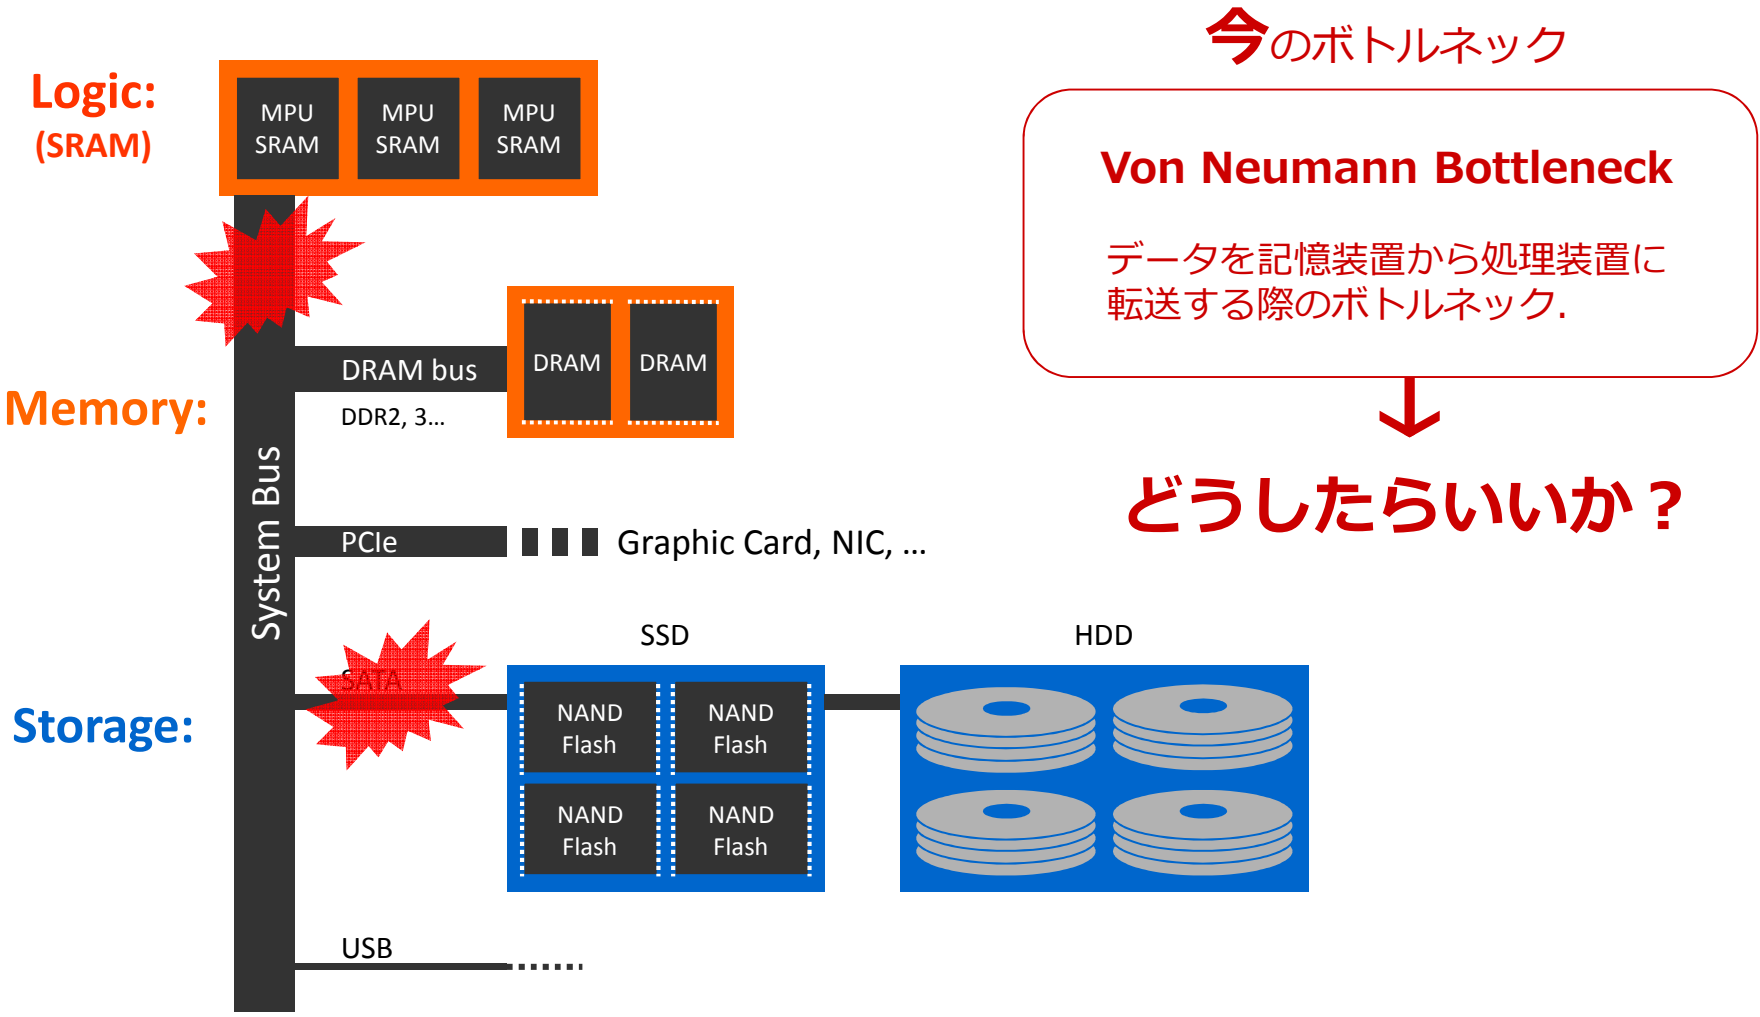 今のボトルネック
Logic:
(SRAM)
MPU
SRAM
MPU
SRAM
MPU
SRAM
Von Neumann Bottleneck
データを記憶装置から処理装置に
転送する際のボトルネック.
↓
どうしたらいいか？
Memory:
DRAM bus
DDR2, 3...
DRAM
DRAM
System Bus
PCIe
Graphic Card, NIC, ...
Storage:
SATA
SSD
NAND
Flash
NAND
Flash
NAND
Flash
NAND
Flash
HDD
USB